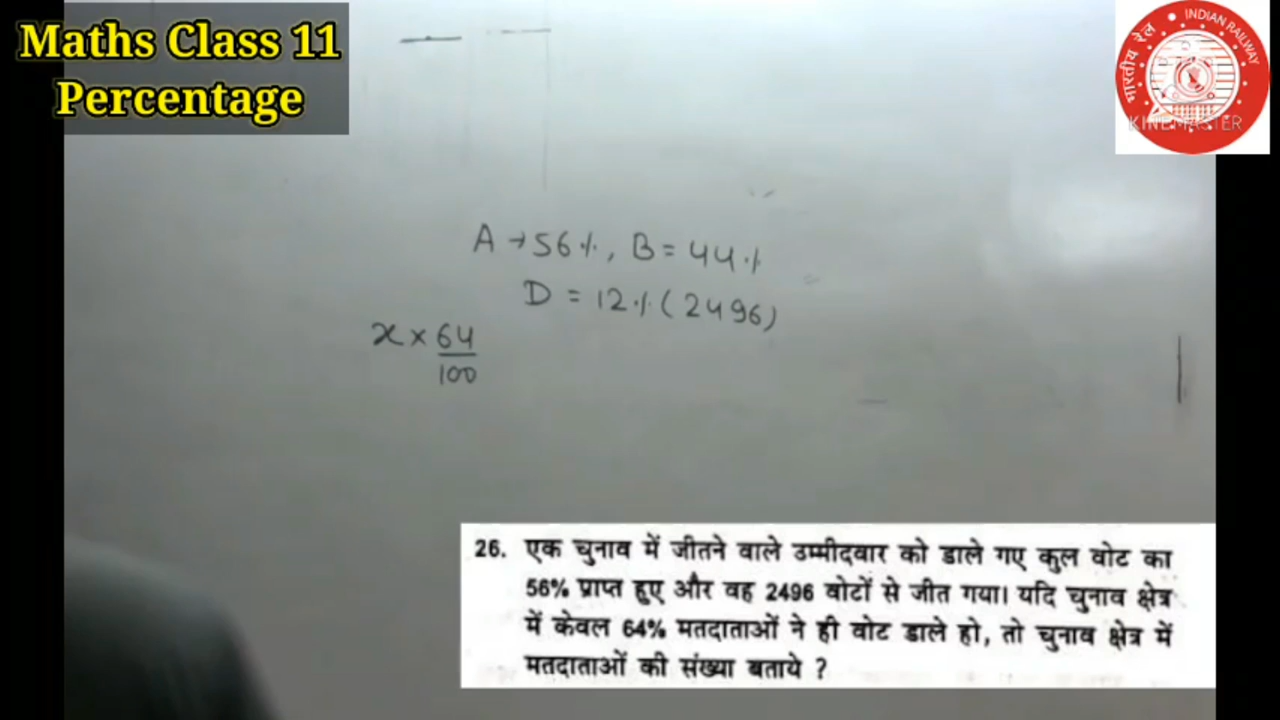 Maths Class 11
Percentage
भारतीय रेल INDIAN RAILWAY
KINEMASTER
A → 56%, B = 44%
D = 12% (2496)
x × 64
100
26. एक चुनाव में जीतने वाले उम्मीदवार को डाले गए कुल वोट का
56% प्राप्त हुए और वह 2496 वोटों से जीत गया। यदि चुनाव क्षेत्र
में केवल 64% मतदाताओं ने ही वोट डाले हो, तो चुनाव क्षेत्र में
मतदाताओं की संख्या बताये ?